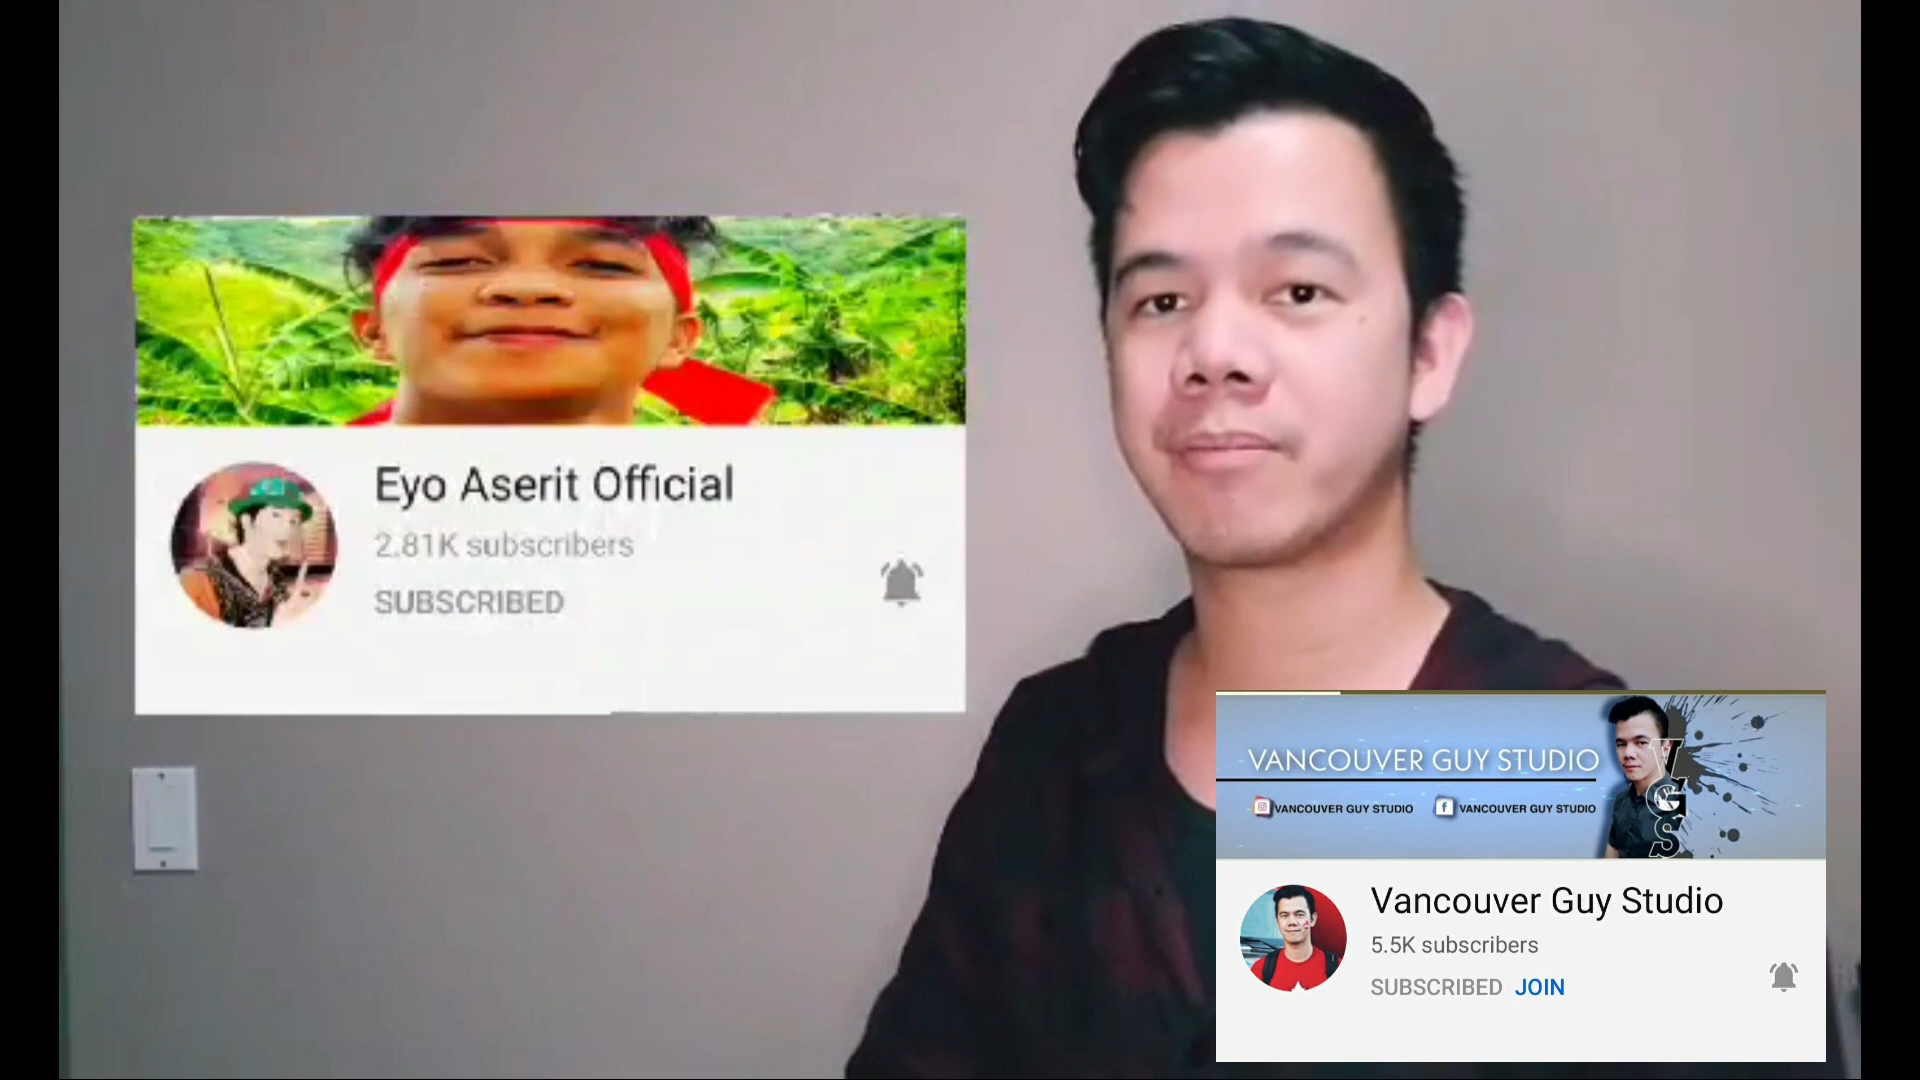 Eyo Aserit Official
2.81K subscribers
SUBSCRIBED
VANCOUVER GUY STUDIO
VANCOUVER GUY STUDIO VANCOUVER GUY STUDIO
VGS
Vancouver Guy Studio
5.5K subscribers
SUBSCRIBED JOIN